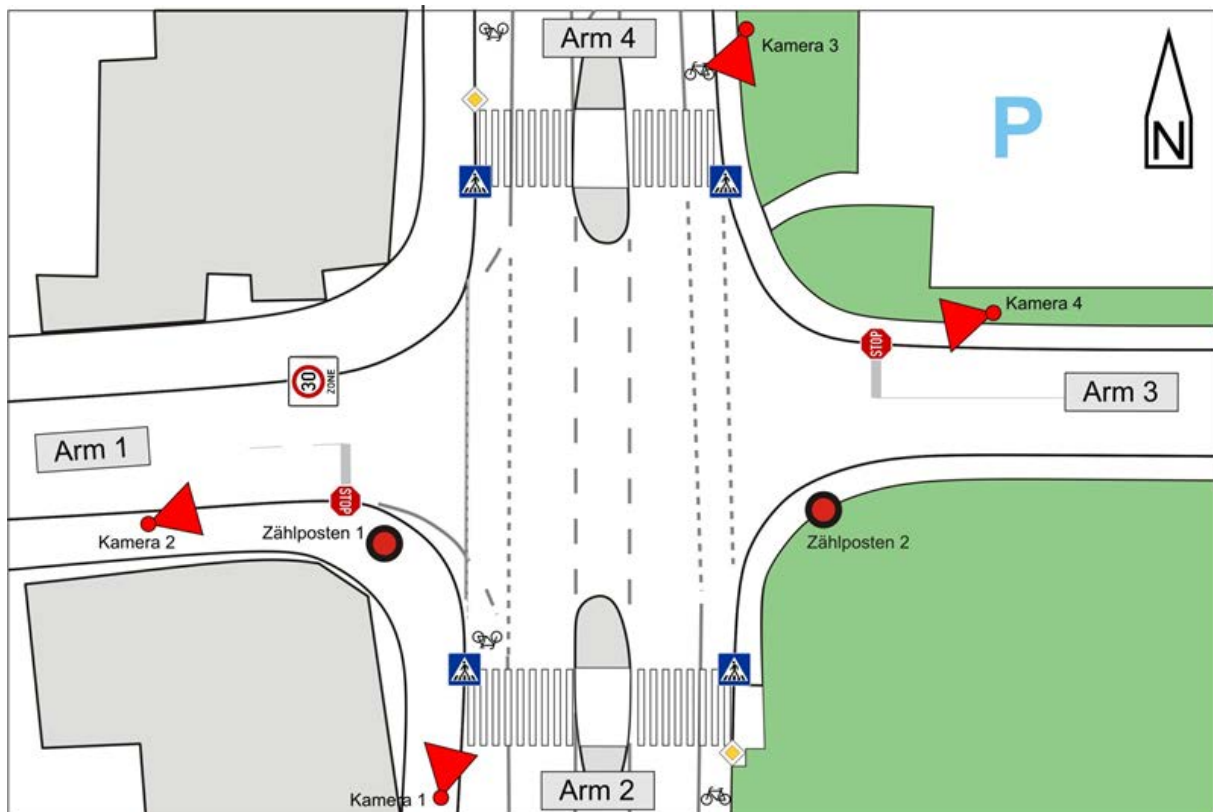 Arm 4
Kamera 3
P
N
Kamera 4
STOP
30
ZONE
Arm 3
Arm 1
STOP
Kamera 2
Zählposten 1
Zählposten 2
Kamera 1
Arm 2